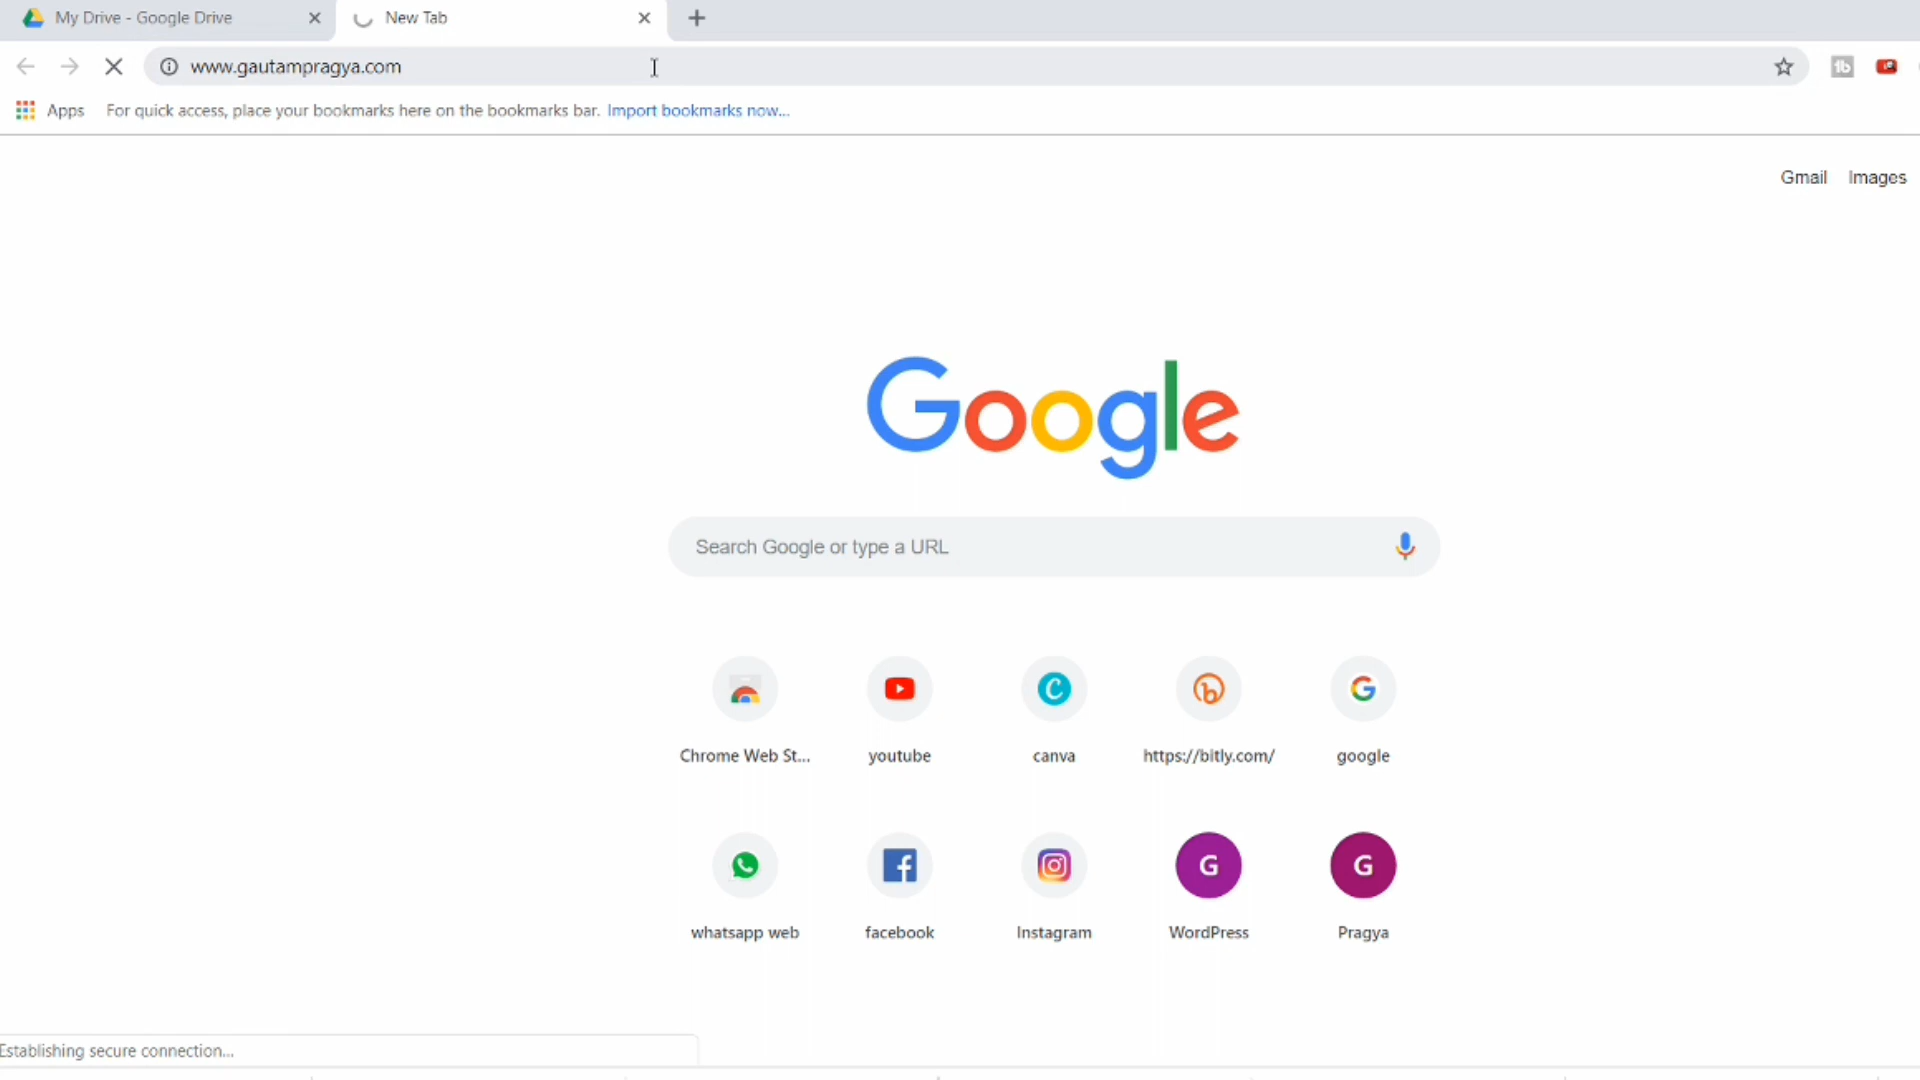 My Drive - Google Drive
New Tab
www.gautampragya.com
Apps
For quick access, place your bookmarks here on the bookmarks bar. Import bookmarks now...
Gmail Images
Google
Search Google or type a URL
Chrome Web St...
youtube
canva
https://bitly.com/
google
G
G
whatsapp web
facebook
Instagram
WordPress
Pragya
Establishing secure connection...